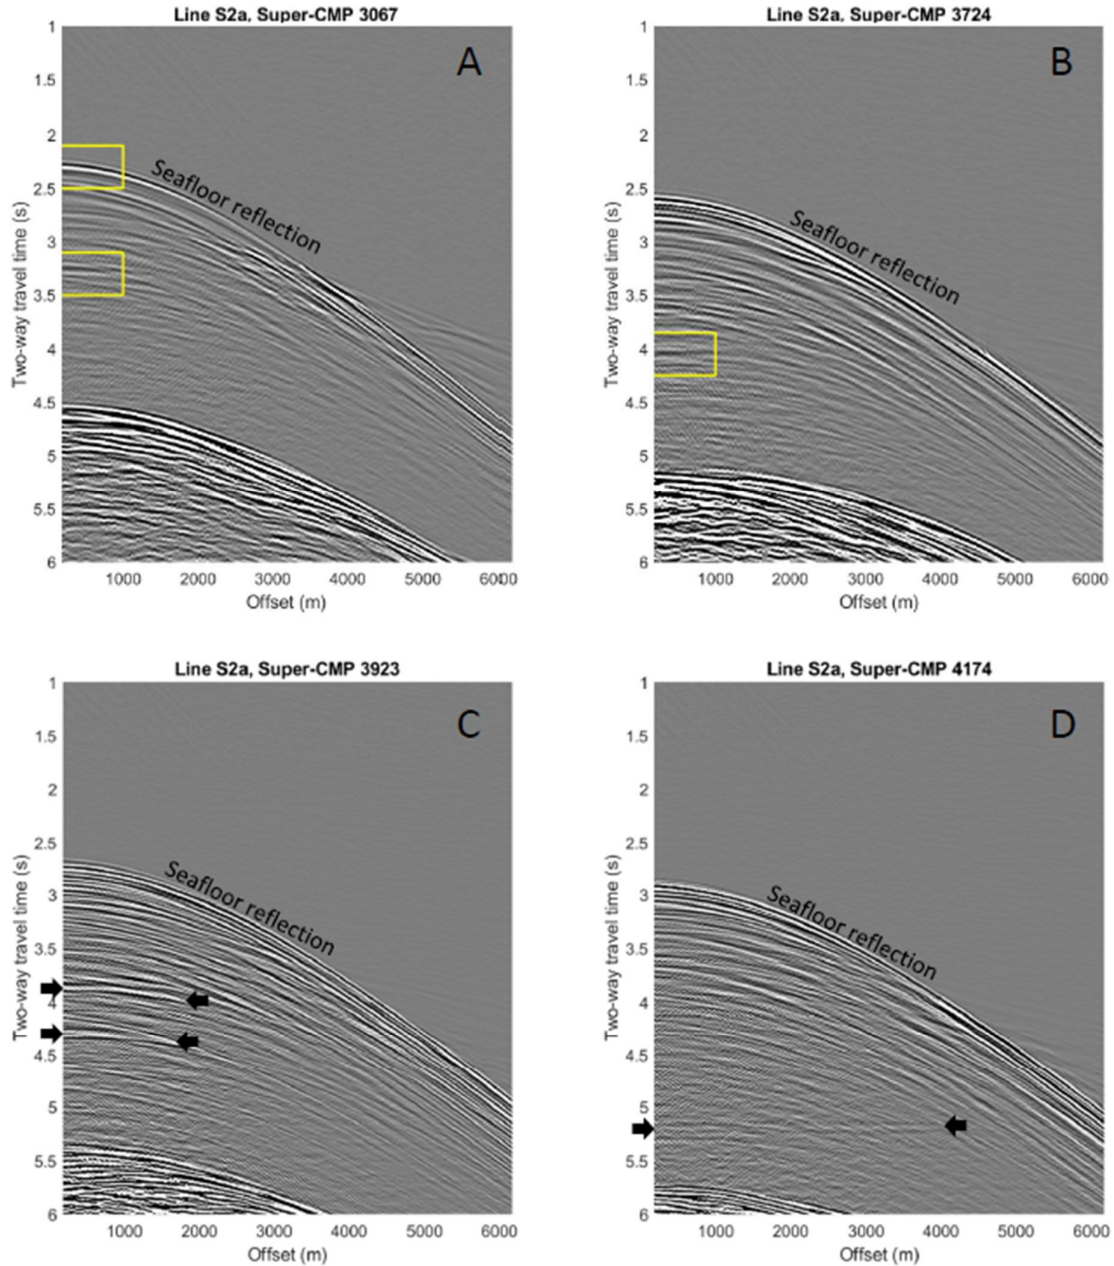 Line S2a, Super-CMP 3067
A
Seafloor reflection
1
1.5
2
2.5
3
3.5
4
4.5
5
5.5
6
Two-way travel time (s)
1000 2000 3000 4000 5000 6000
Offset (m)
Line S2a, Super-CMP 3724
B
Seafloor reflection
1
1.5
2
2.5
3
3.5
4
4.5
5
5.5
6
Two-way travel time (s)
1000 2000 3000 4000 5000 6000
Offset (m)
Line S2a, Super-CMP 3923
C
Seafloor reflection
1
1.5
2
2.5
3
3.5
4
4.5
5
5.5
6
Two-way travel time (s)
1000 2000 3000 4000 5000 6000
Offset (m)
Line S2a, Super-CMP 4174
D
Seafloor reflection
1
1.5
2
2.5
3
3.5
4
4.5
5
5.5
6
Two-way travel time (s)
1000 2000 3000 4000 5000 6000
Offset (m)